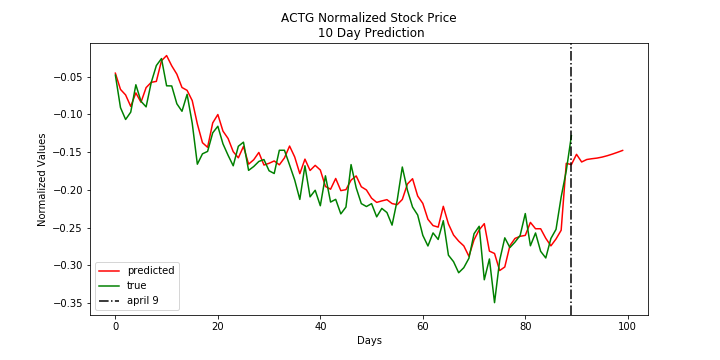 ACTG Normalized Stock Price
10 Day Prediction
Normalized Values
−0.05
−0.10
−0.15
−0.20
−0.25
−0.30
−0.35
predicted
true
april 9
0
20
40
60
80
100
Days